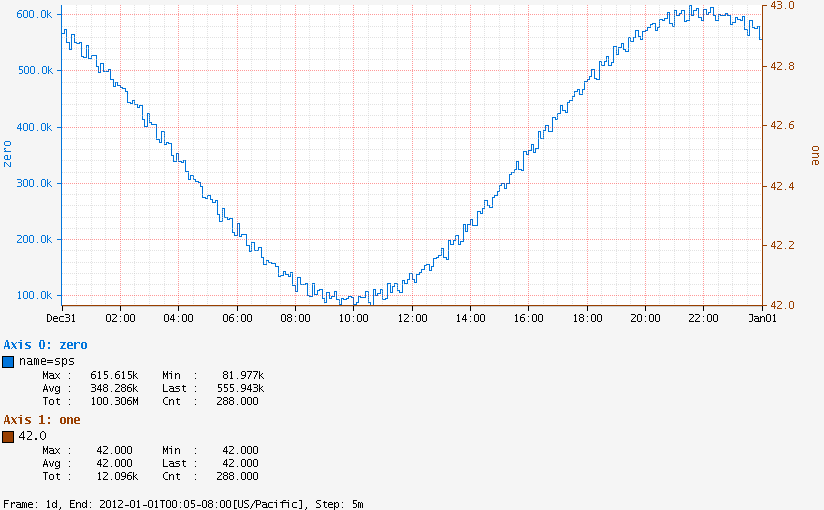 600.0k
500.0k
400.0k
300.0k
200.0k
100.0k
zero
43.0
42.8
42.6
42.4
42.2
42.0
one
Dec31 02:00 04:00 06:00 08:00 10:00 12:00 14:00 16:00 18:00 20:00 22:00 Jan01
Axis 0: zero
name=sps
Max : 615.615k Min : 81.977k
Avg : 348.286k Last : 555.943k
Tot : 100.306M Cnt : 288.000
Axis 1: one
42.0
Max : 42.000 Min : 42.000
Avg : 42.000 Last : 42.000
Tot : 12.096k Cnt : 288.000
Frame: 1d, End: 2012-01-01T00:05-08:00[US/Pacific], Step: 5m